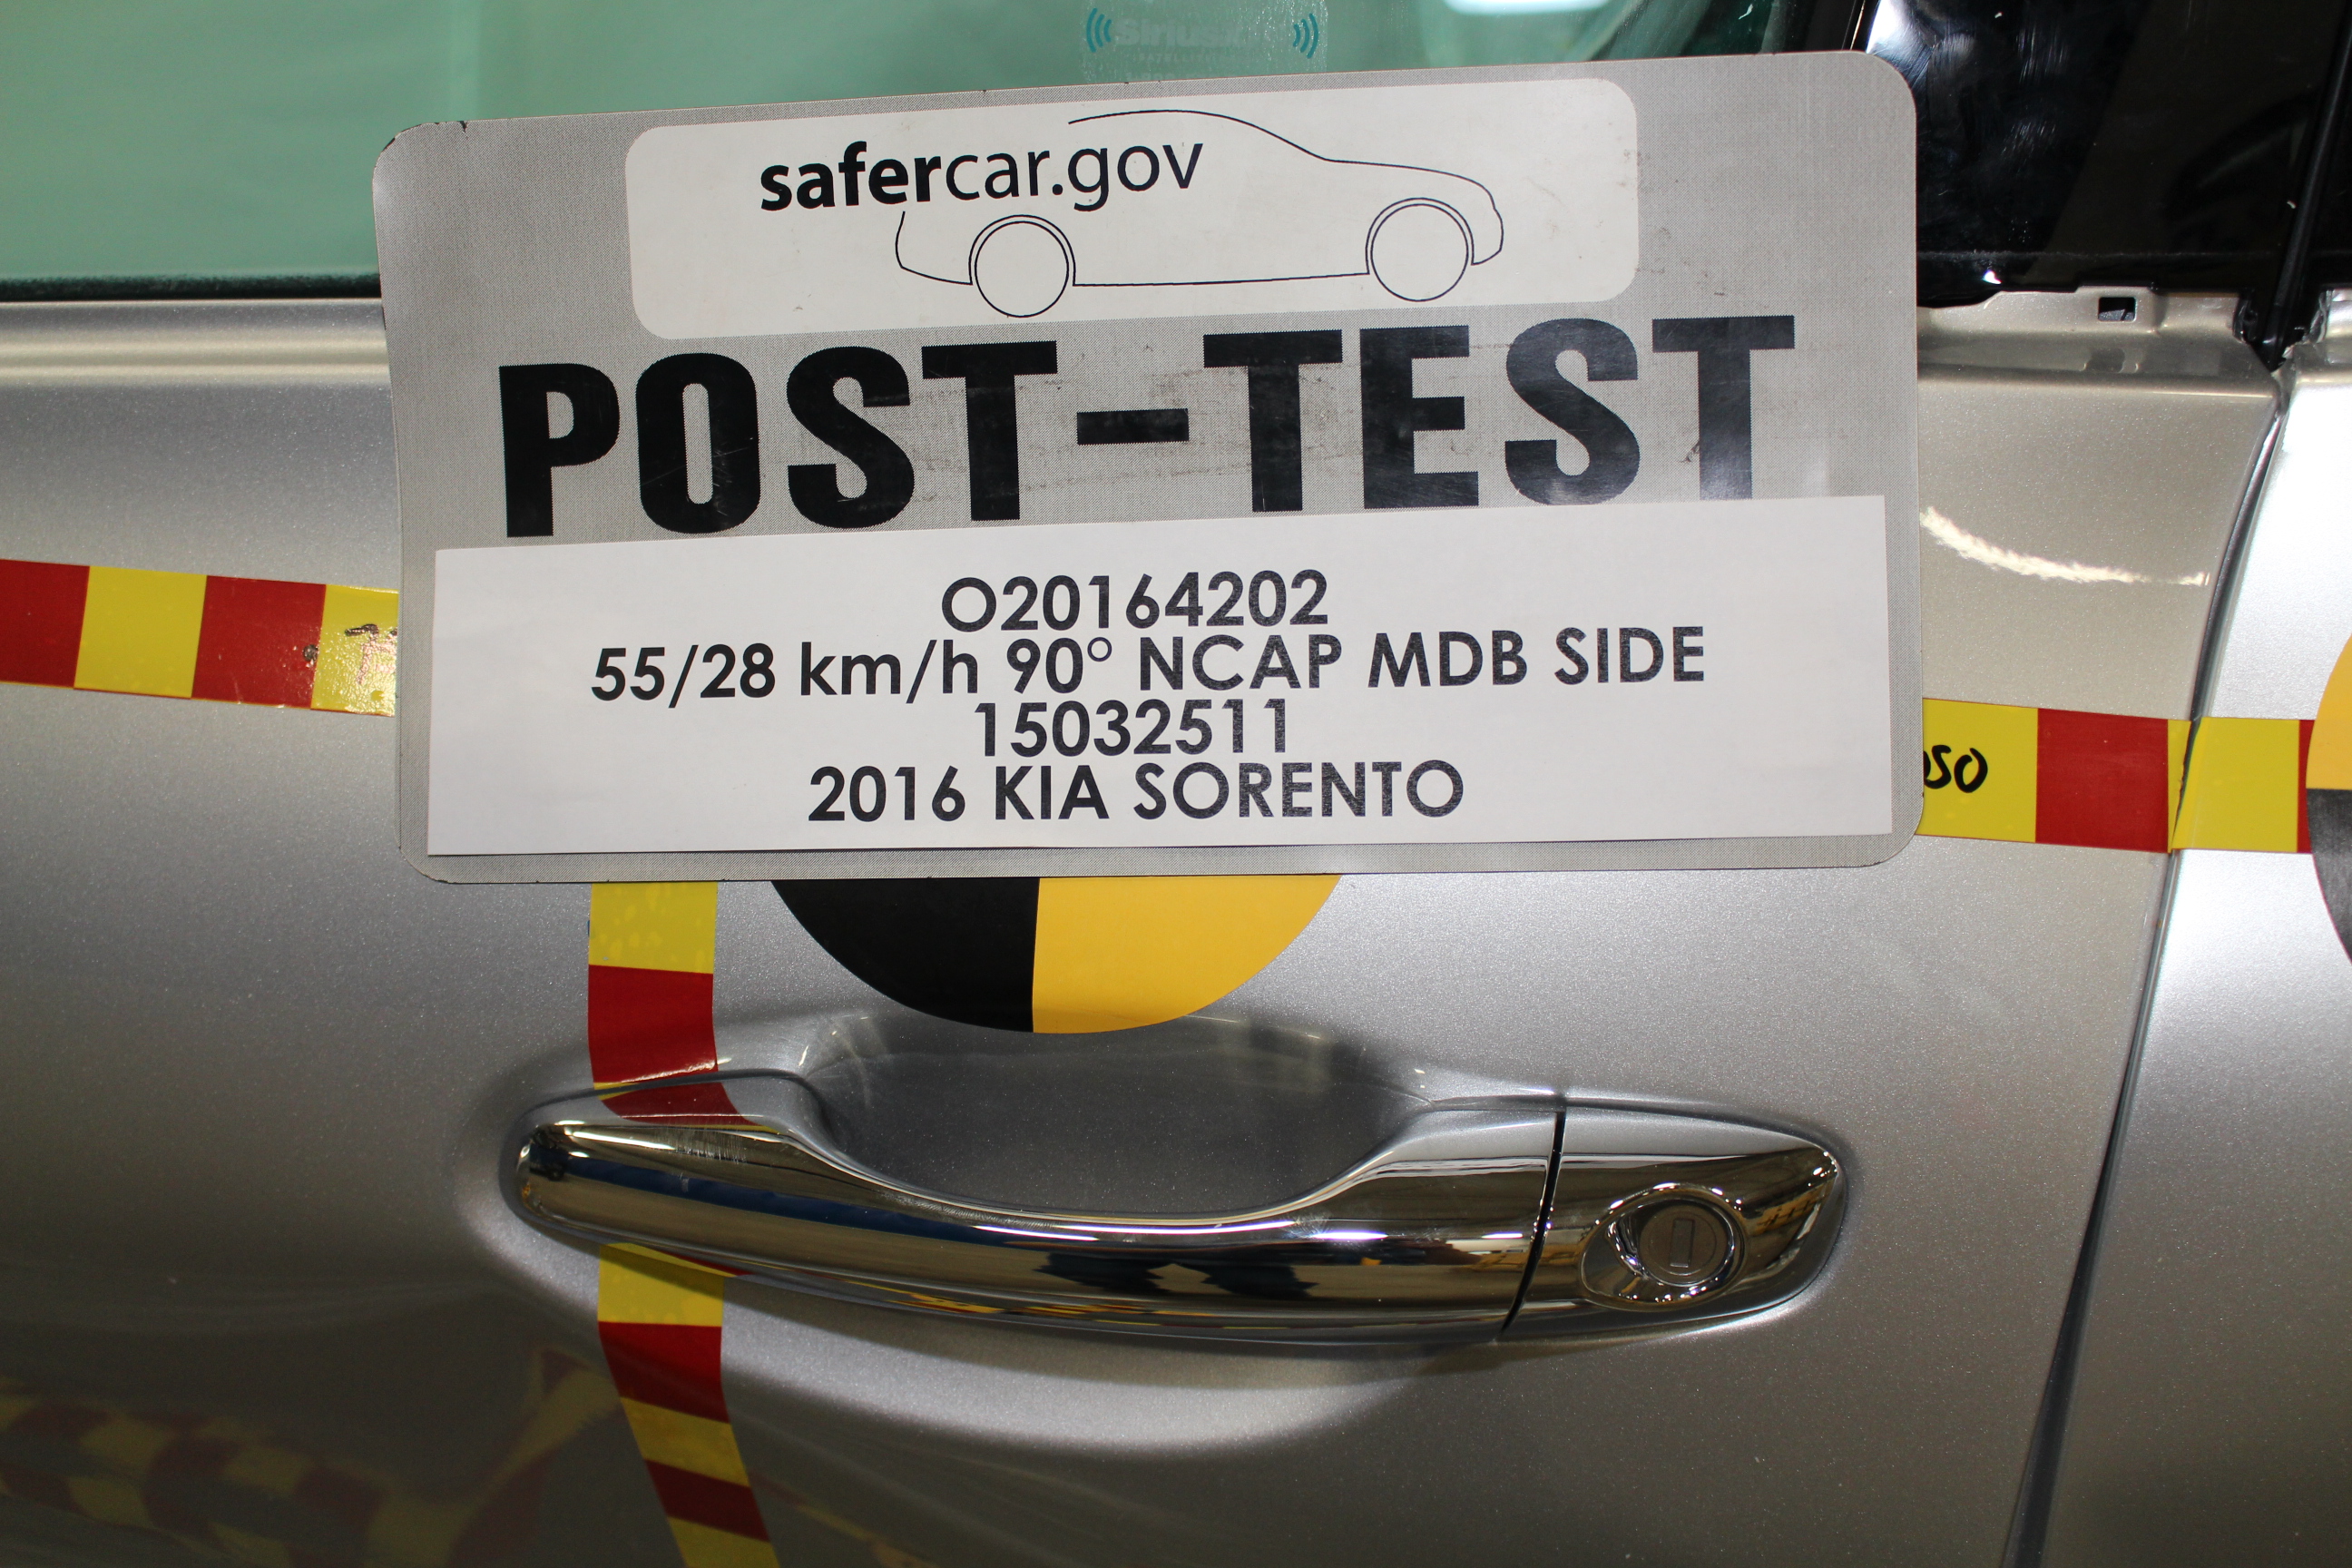 safercar.gov
POST-TEST
O20164202
55/28 km/h 90° NCAP MDB SIDE
15032511
2016 KIA SORENTO